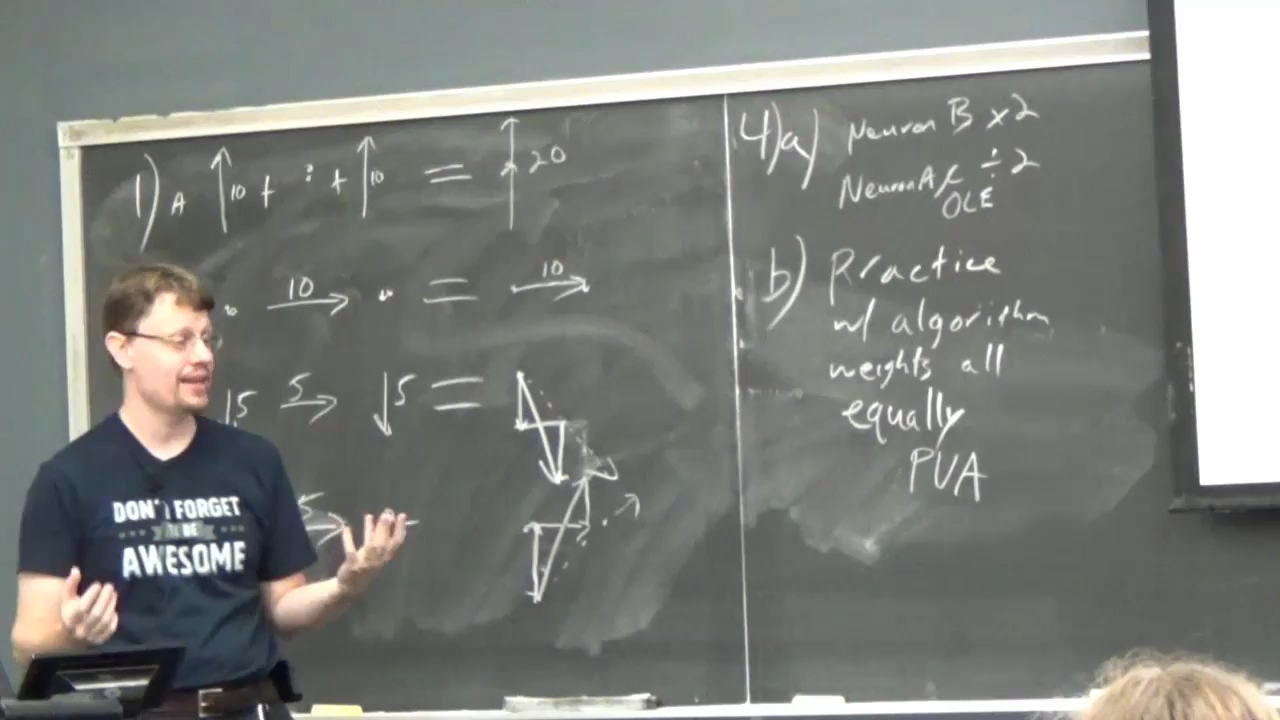 1) A ↑10 + : + ↑10 = 20
10 → · = 10 →
15 5 → ↓5 =
5
4)a) Neuron B x2
Neuron A ÷2
OLE
b) Practice
w/ algorithm
weights all
equally
PVA
DON'T FORGET
TO BE
AWESOME